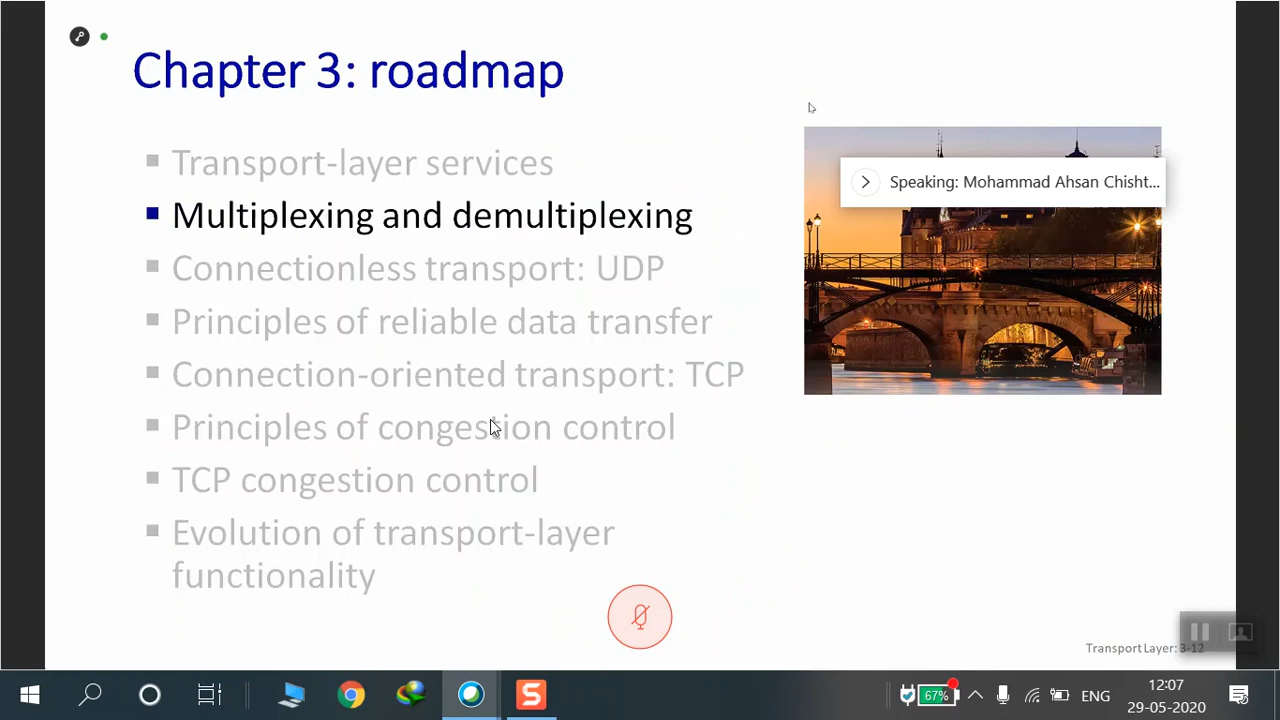 Chapter 3: roadmap
Transport-layer services
Multiplexing and demultiplexing
Connectionless transport: UDP
Principles of reliable data transfer
Connection-oriented transport: TCP
Principles of congestion control
TCP congestion control
Evolution of transport-layer
functionality
Speaking: Mohammad Ahsan Chisht...
Transport Layer: 3-12
S
67%
ENG
12:07
29-05-2020